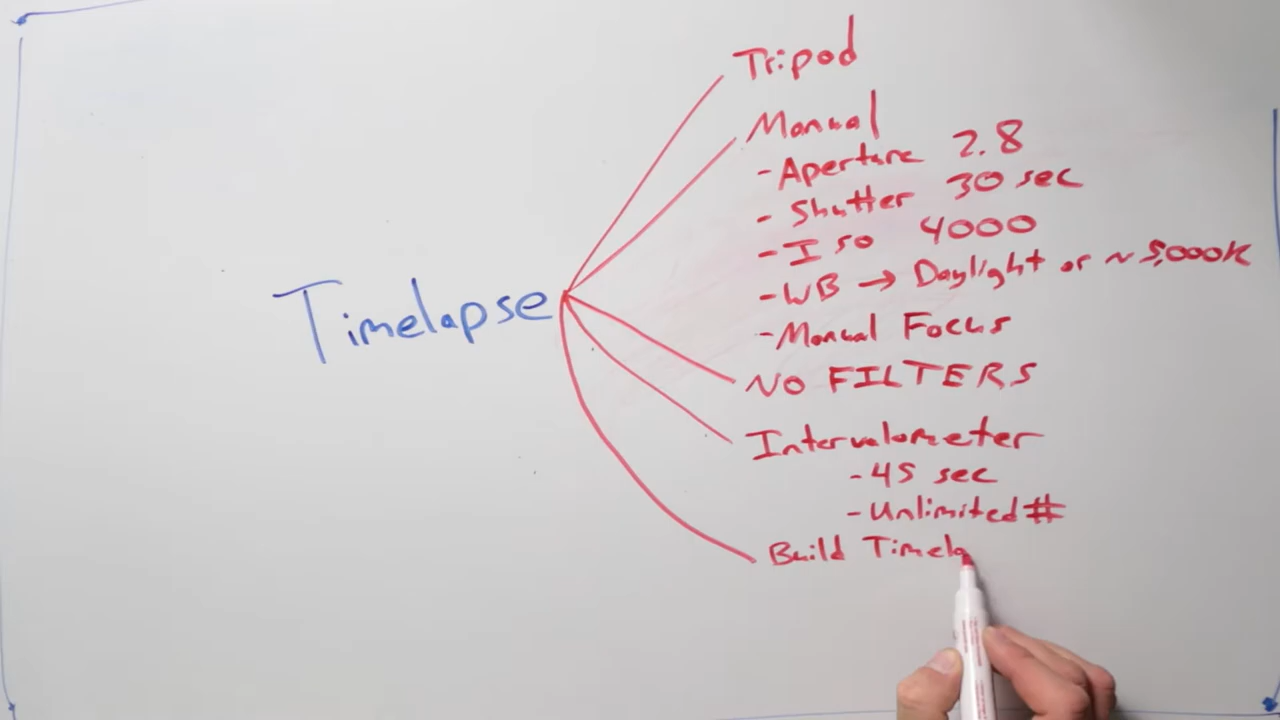 Timelapse
Tripod
Manual
- Aperture 2.8
- Shutter 30 sec
- Iso 4000
- WB → Daylight or ~ 5,000K
- Manual Focus
NO FILTERS
Intervalometer
- 45 sec
- Unlimited #
Build Timela